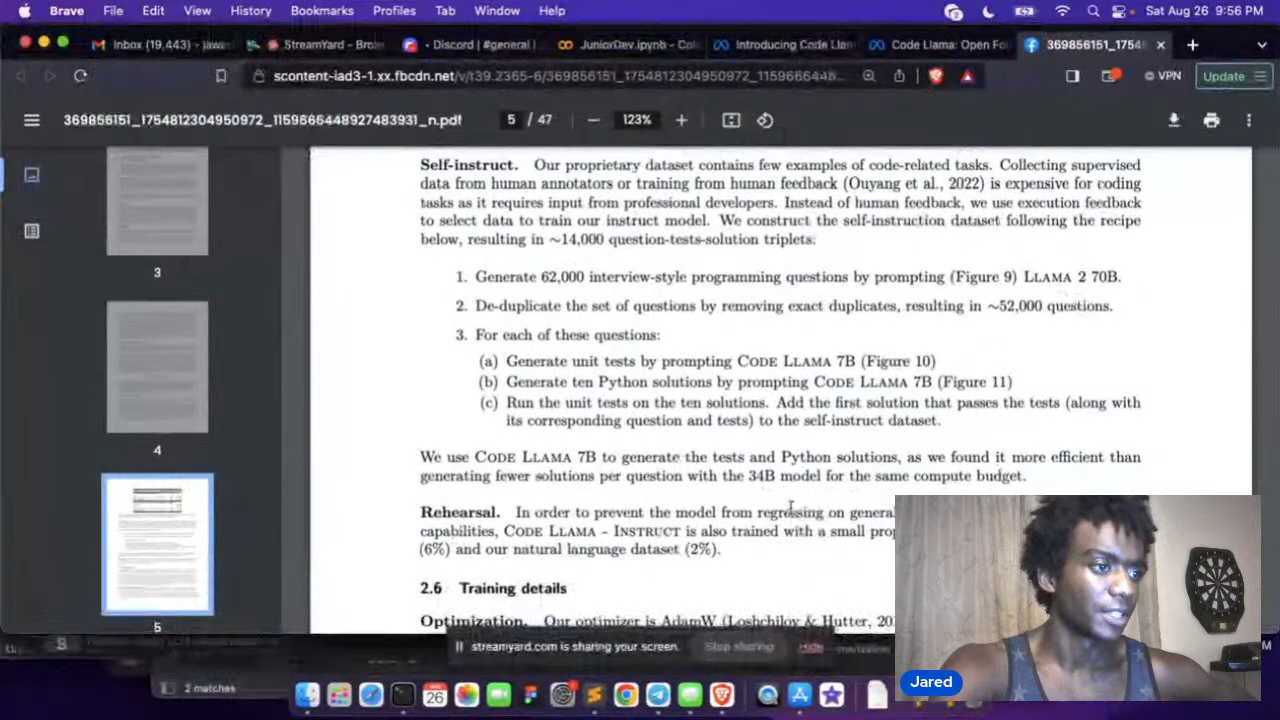 Brave File Edit View History Bookmarks Profiles Tab Window Help Sat Aug 26 9:56 PM
Inbox (19,443) - StreamYard - Discord | #general | JuniorDev.ipynb - Introducing Code Code Llama: Open 369856151_1754
scontent-iad3-1.xx.fbcdn.net/v/t39.2365-6/369856151_1754812304950972_1159666448... VPN Update
369856151_1754812304950972_1159666448927483931_n.pdf 5 / 47 123%
3
4
5
Self-instruct. Our proprietary dataset contains few examples of code-related tasks. Collecting supervised
data from human annotators or training from human feedback (Ouyang et al., 2022) is expensive for coding
tasks as it requires input from professional developers. Instead of human feedback, we use execution feedback
to select data to train our instruct model. We construct the self-instruction dataset following the recipe
below, resulting in ~14,000 question-tests-solution triplets.
1. Generate 62,000 interview-style programming questions by prompting (Figure 9) LLAMA 2 70B.
2. De-duplicate the set of questions by removing exact duplicates, resulting in ~52,000 questions.
3. For each of these questions:
(a) Generate unit tests by prompting CODE LLAMA 7B (Figure 10)
(b) Generate ten Python solutions by prompting CODE LLAMA 7B (Figure 11)
(c) Run the unit tests on the ten solutions. Add the first solution that passes the tests (along with
its corresponding question and tests) to the self-instruct dataset.
We use CODE LLAMA 7B to generate the tests and Python solutions, as we found it more efficient than
generating fewer solutions per question with the 34B model for the same compute budget.
Rehearsal. In order to prevent the model from regressing on general
capabilities, CODE LLAMA - INSTRUCT is also trained with a small
(6%) and our natural language dataset (2%).
2.6 Training details
Optimization. Our optimizer is AdamW (Loshchilov & Hutter,
streamyard.com is sharing your screen. Stop sharing Hide
2 matches
AUG
26
Jared